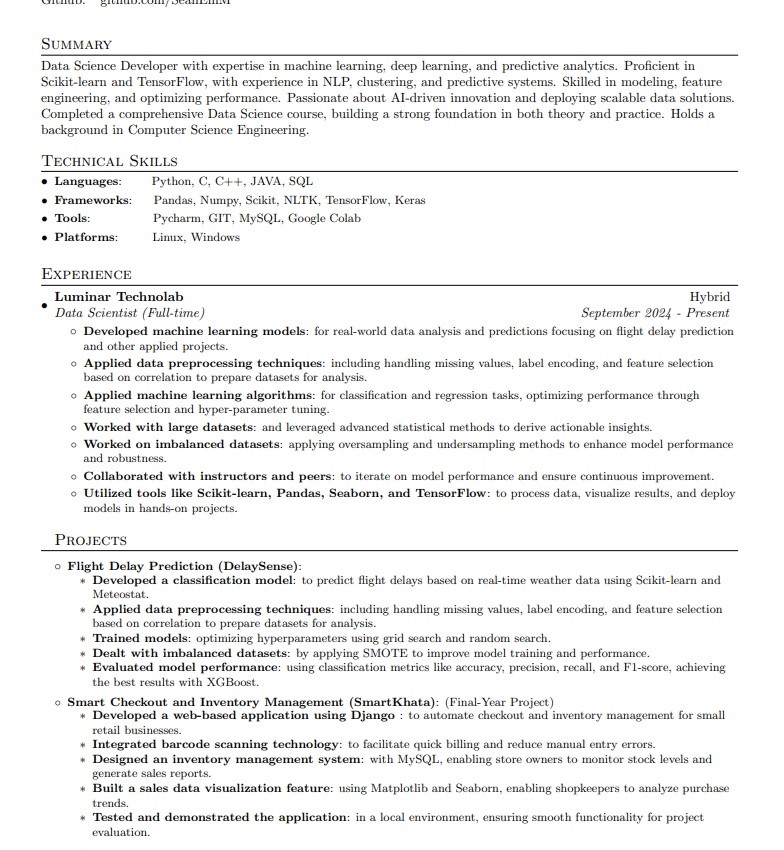 Github: github.com/SeanEmM
SUMMARY
Data Science Developer with expertise in machine learning, deep learning, and predictive analytics. Proficient in
Scikit-learn and TensorFlow, with experience in NLP, clustering, and predictive systems. Skilled in modeling, feature
engineering, and optimizing performance. Passionate about AI-driven innovation and deploying scalable data solutions.
Completed a comprehensive Data Science course, building a strong foundation in both theory and practice. Holds a
background in Computer Science Engineering.
TECHNICAL SKILLS
• Languages: Python, C, C++, JAVA, SQL
• Frameworks: Pandas, Numpy, Scikit, NLTK, TensorFlow, Keras
• Tools: Pycharm, GIT, MySQL, Google Colab
• Platforms: Linux, Windows
EXPERIENCE
• Luminar Technolab Hybrid
Data Scientist (Full-time) September 2024 - Present
◦ Developed machine learning models: for real-world data analysis and predictions focusing on flight delay prediction
and other applied projects.
◦ Applied data preprocessing techniques: including handling missing values, label encoding, and feature selection
based on correlation to prepare datasets for analysis.
◦ Applied machine learning algorithms: for classification and regression tasks, optimizing performance through
feature selection and hyper-parameter tuning.
◦ Worked with large datasets: and leveraged advanced statistical methods to derive actionable insights.
◦ Worked on imbalanced datasets: applying oversampling and undersampling methods to enhance model performance
and robustness.
◦ Collaborated with instructors and peers: to iterate on model performance and ensure continuous improvement.
◦ Utilized tools like Scikit-learn, Pandas, Seaborn, and TensorFlow: to process data, visualize results, and deploy
models in hands-on projects.
PROJECTS
◦ Flight Delay Prediction (DelaySense):
∗ Developed a classification model: to predict flight delays based on real-time weather data using Scikit-learn and
Meteostat.
∗ Applied data preprocessing techniques: including handling missing values, label encoding, and feature selection
based on correlation to prepare datasets for analysis.
∗ Trained models: optimizing hyperparameters using grid search and random search.
∗ Dealt with imbalanced datasets: by applying SMOTE to improve model training and performance.
∗ Evaluated model performance: using classification metrics like accuracy, precision, recall, and F1-score, achieving
the best results with XGBoost.
◦ Smart Checkout and Inventory Management (SmartKhata): (Final-Year Project)
∗ Developed a web-based application using Django : to automate checkout and inventory management for small
retail businesses.
∗ Integrated barcode scanning technology: to facilitate quick billing and reduce manual entry errors.
∗ Designed an inventory management system: with MySQL, enabling store owners to monitor stock levels and
generate sales reports.
∗ Built a sales data visualization feature: using Matplotlib and Seaborn, enabling shopkeepers to analyze purchase
trends.
∗ Tested and demonstrated the application: in a local environment, ensuring smooth functionality for project
evaluation.